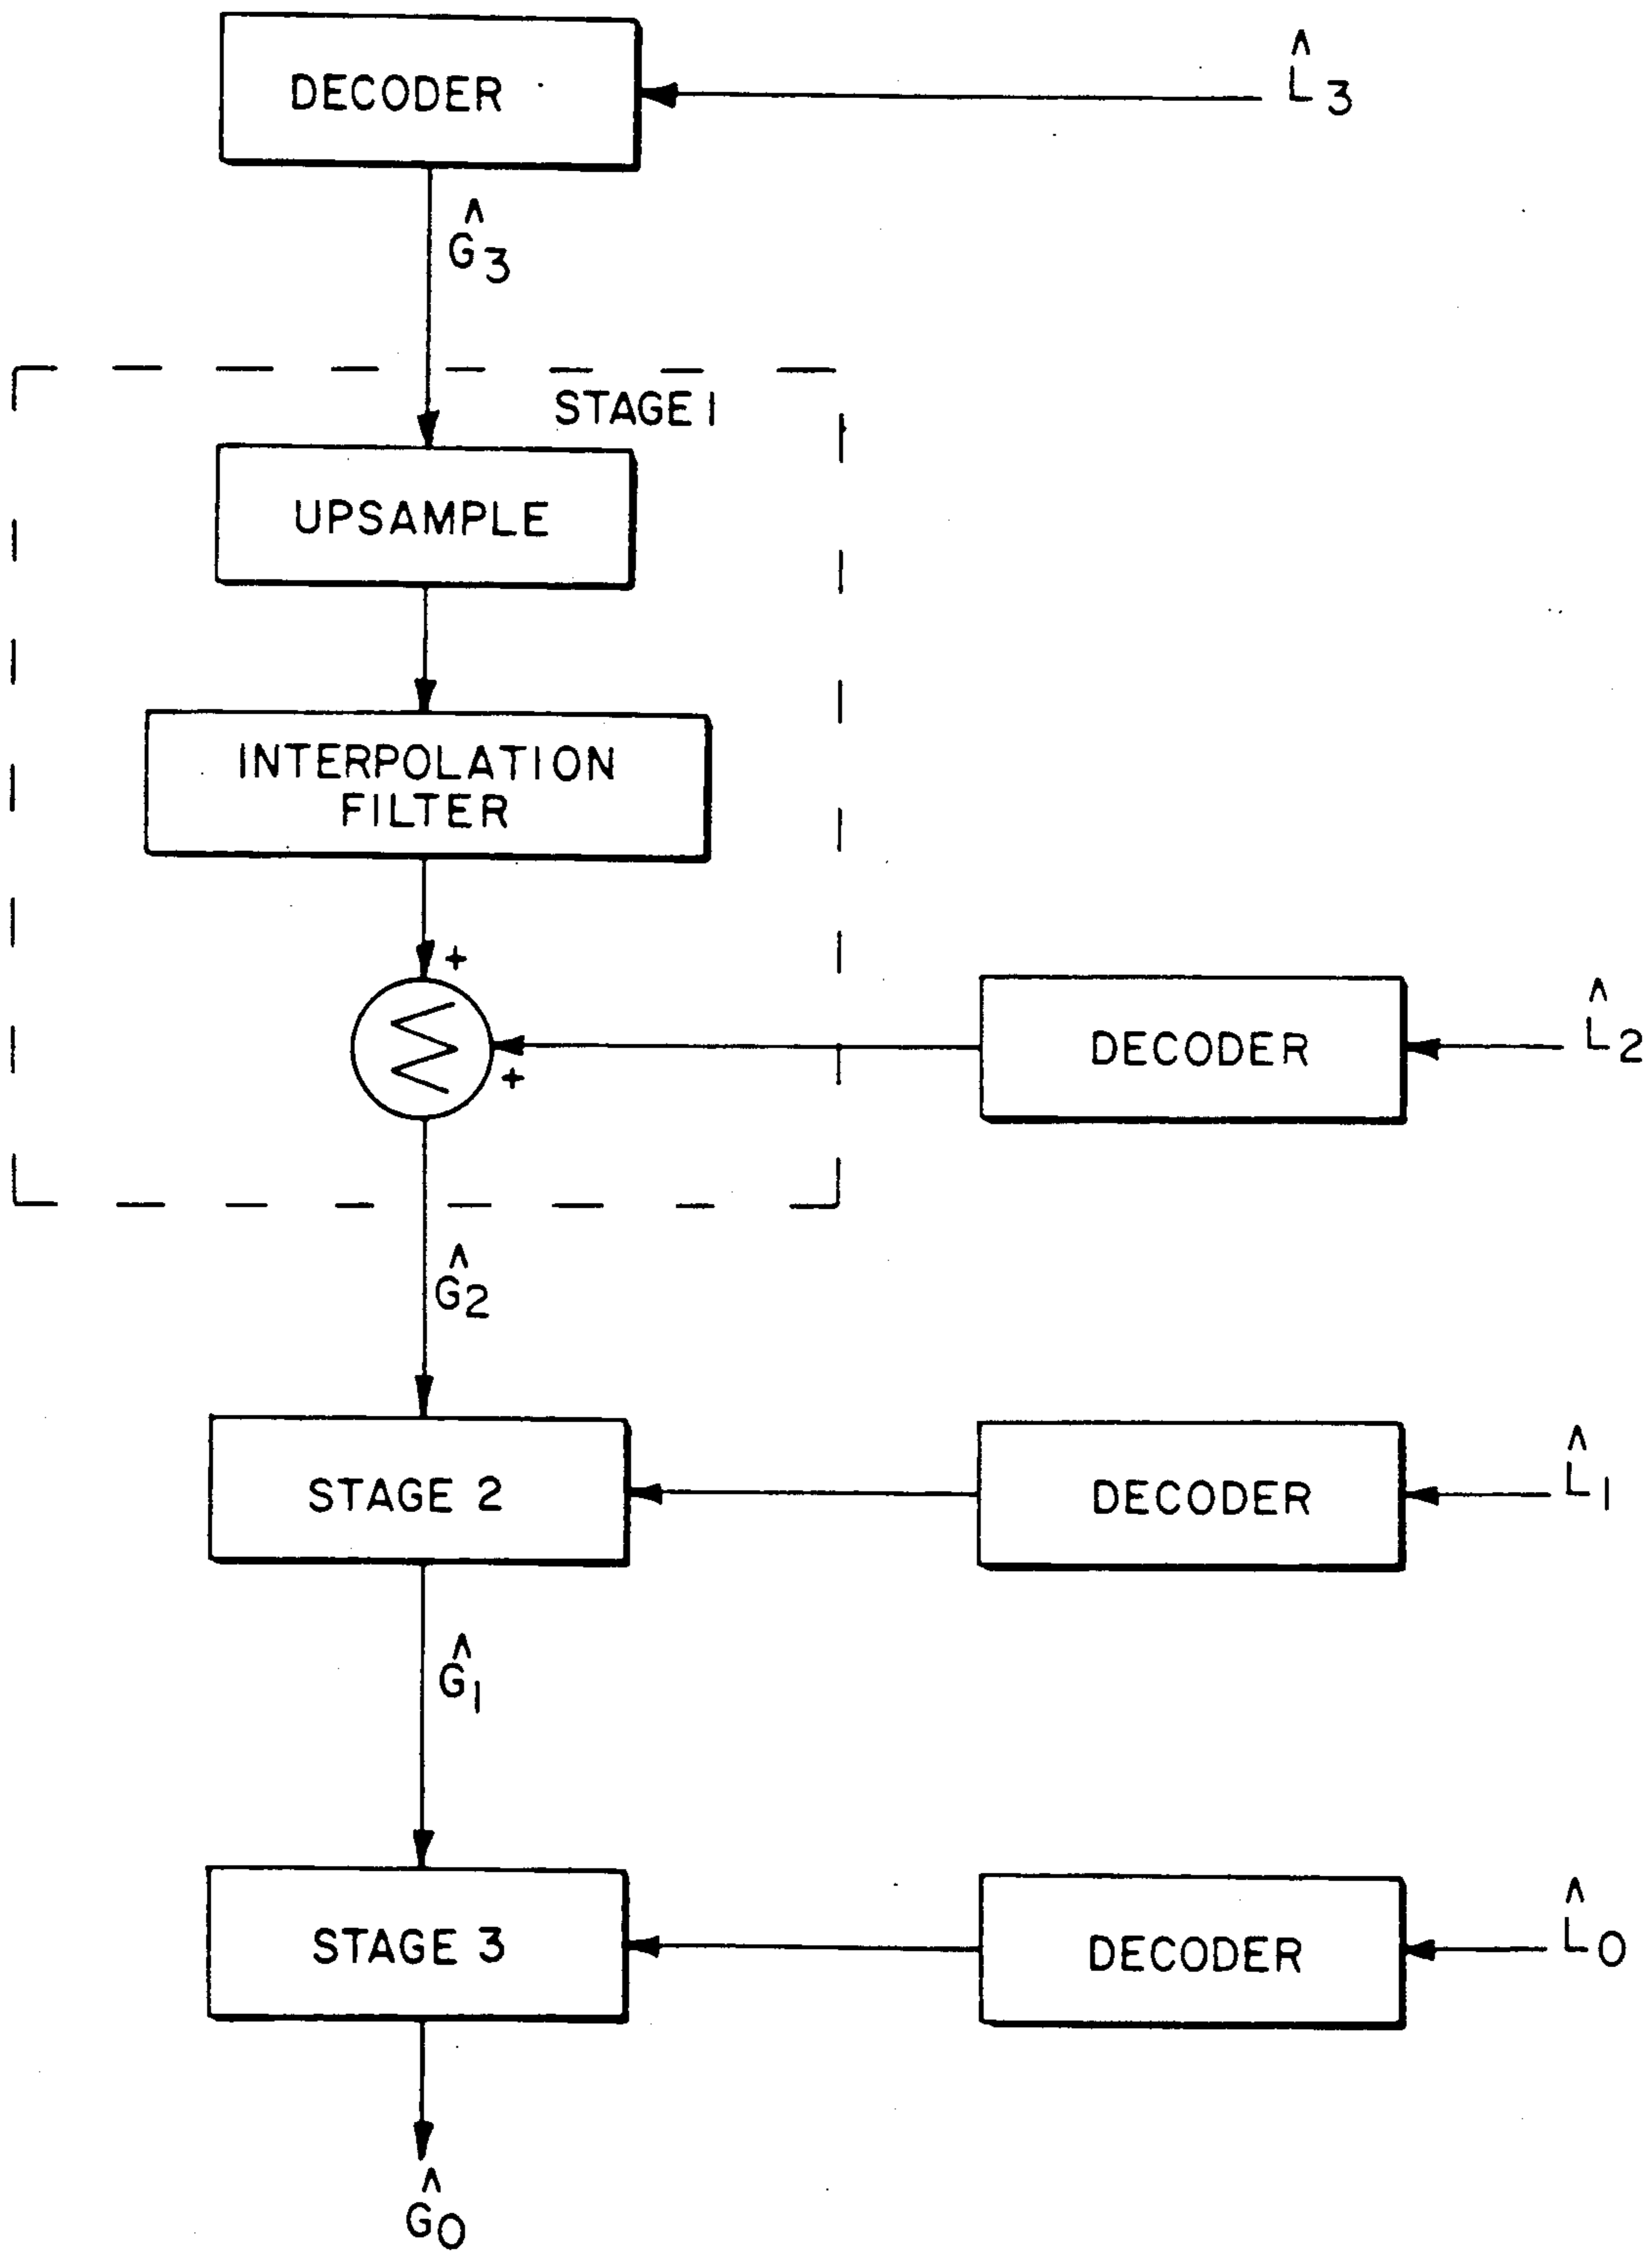 DECODER
L̂3
Ĝ3
STAGE 1
UPSAMPLE
INTERPOLATION
FILTER
+
Σ
+
DECODER
L̂2
Ĝ2
STAGE 2
DECODER
L̂1
Ĝ1
STAGE 3
DECODER
L̂0
Ĝ0